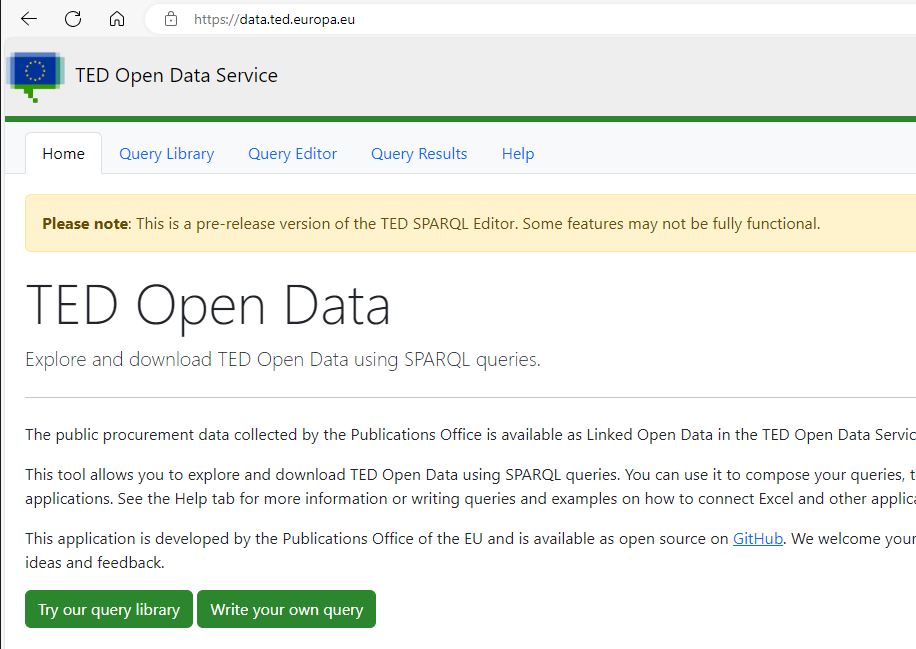 https://data.ted.europa.eu
TED Open Data Service
Home Query Library Query Editor Query Results Help
Please note: This is a pre-release version of the TED SPARQL Editor. Some features may not be fully functional.
TED Open Data
Explore and download TED Open Data using SPARQL queries.
The public procurement data collected by the Publications Office is available as Linked Open Data in the TED Open Data
This tool allows you to explore and download TED Open Data using SPARQL queries. You can use it to compose your queries,
applications. See the Help tab for more information or writing queries and examples on how to connect Excel and other
This application is developed by the Publications Office of the EU and is available as open source on GitHub. We welcome your
ideas and feedback.
Try our query library Write your own query